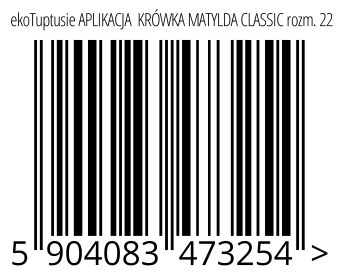 ekoTuptusie APLIKACJA  KRÓWKA MATYLDA CLASSIC rozm. 22
5 904083 473254 >